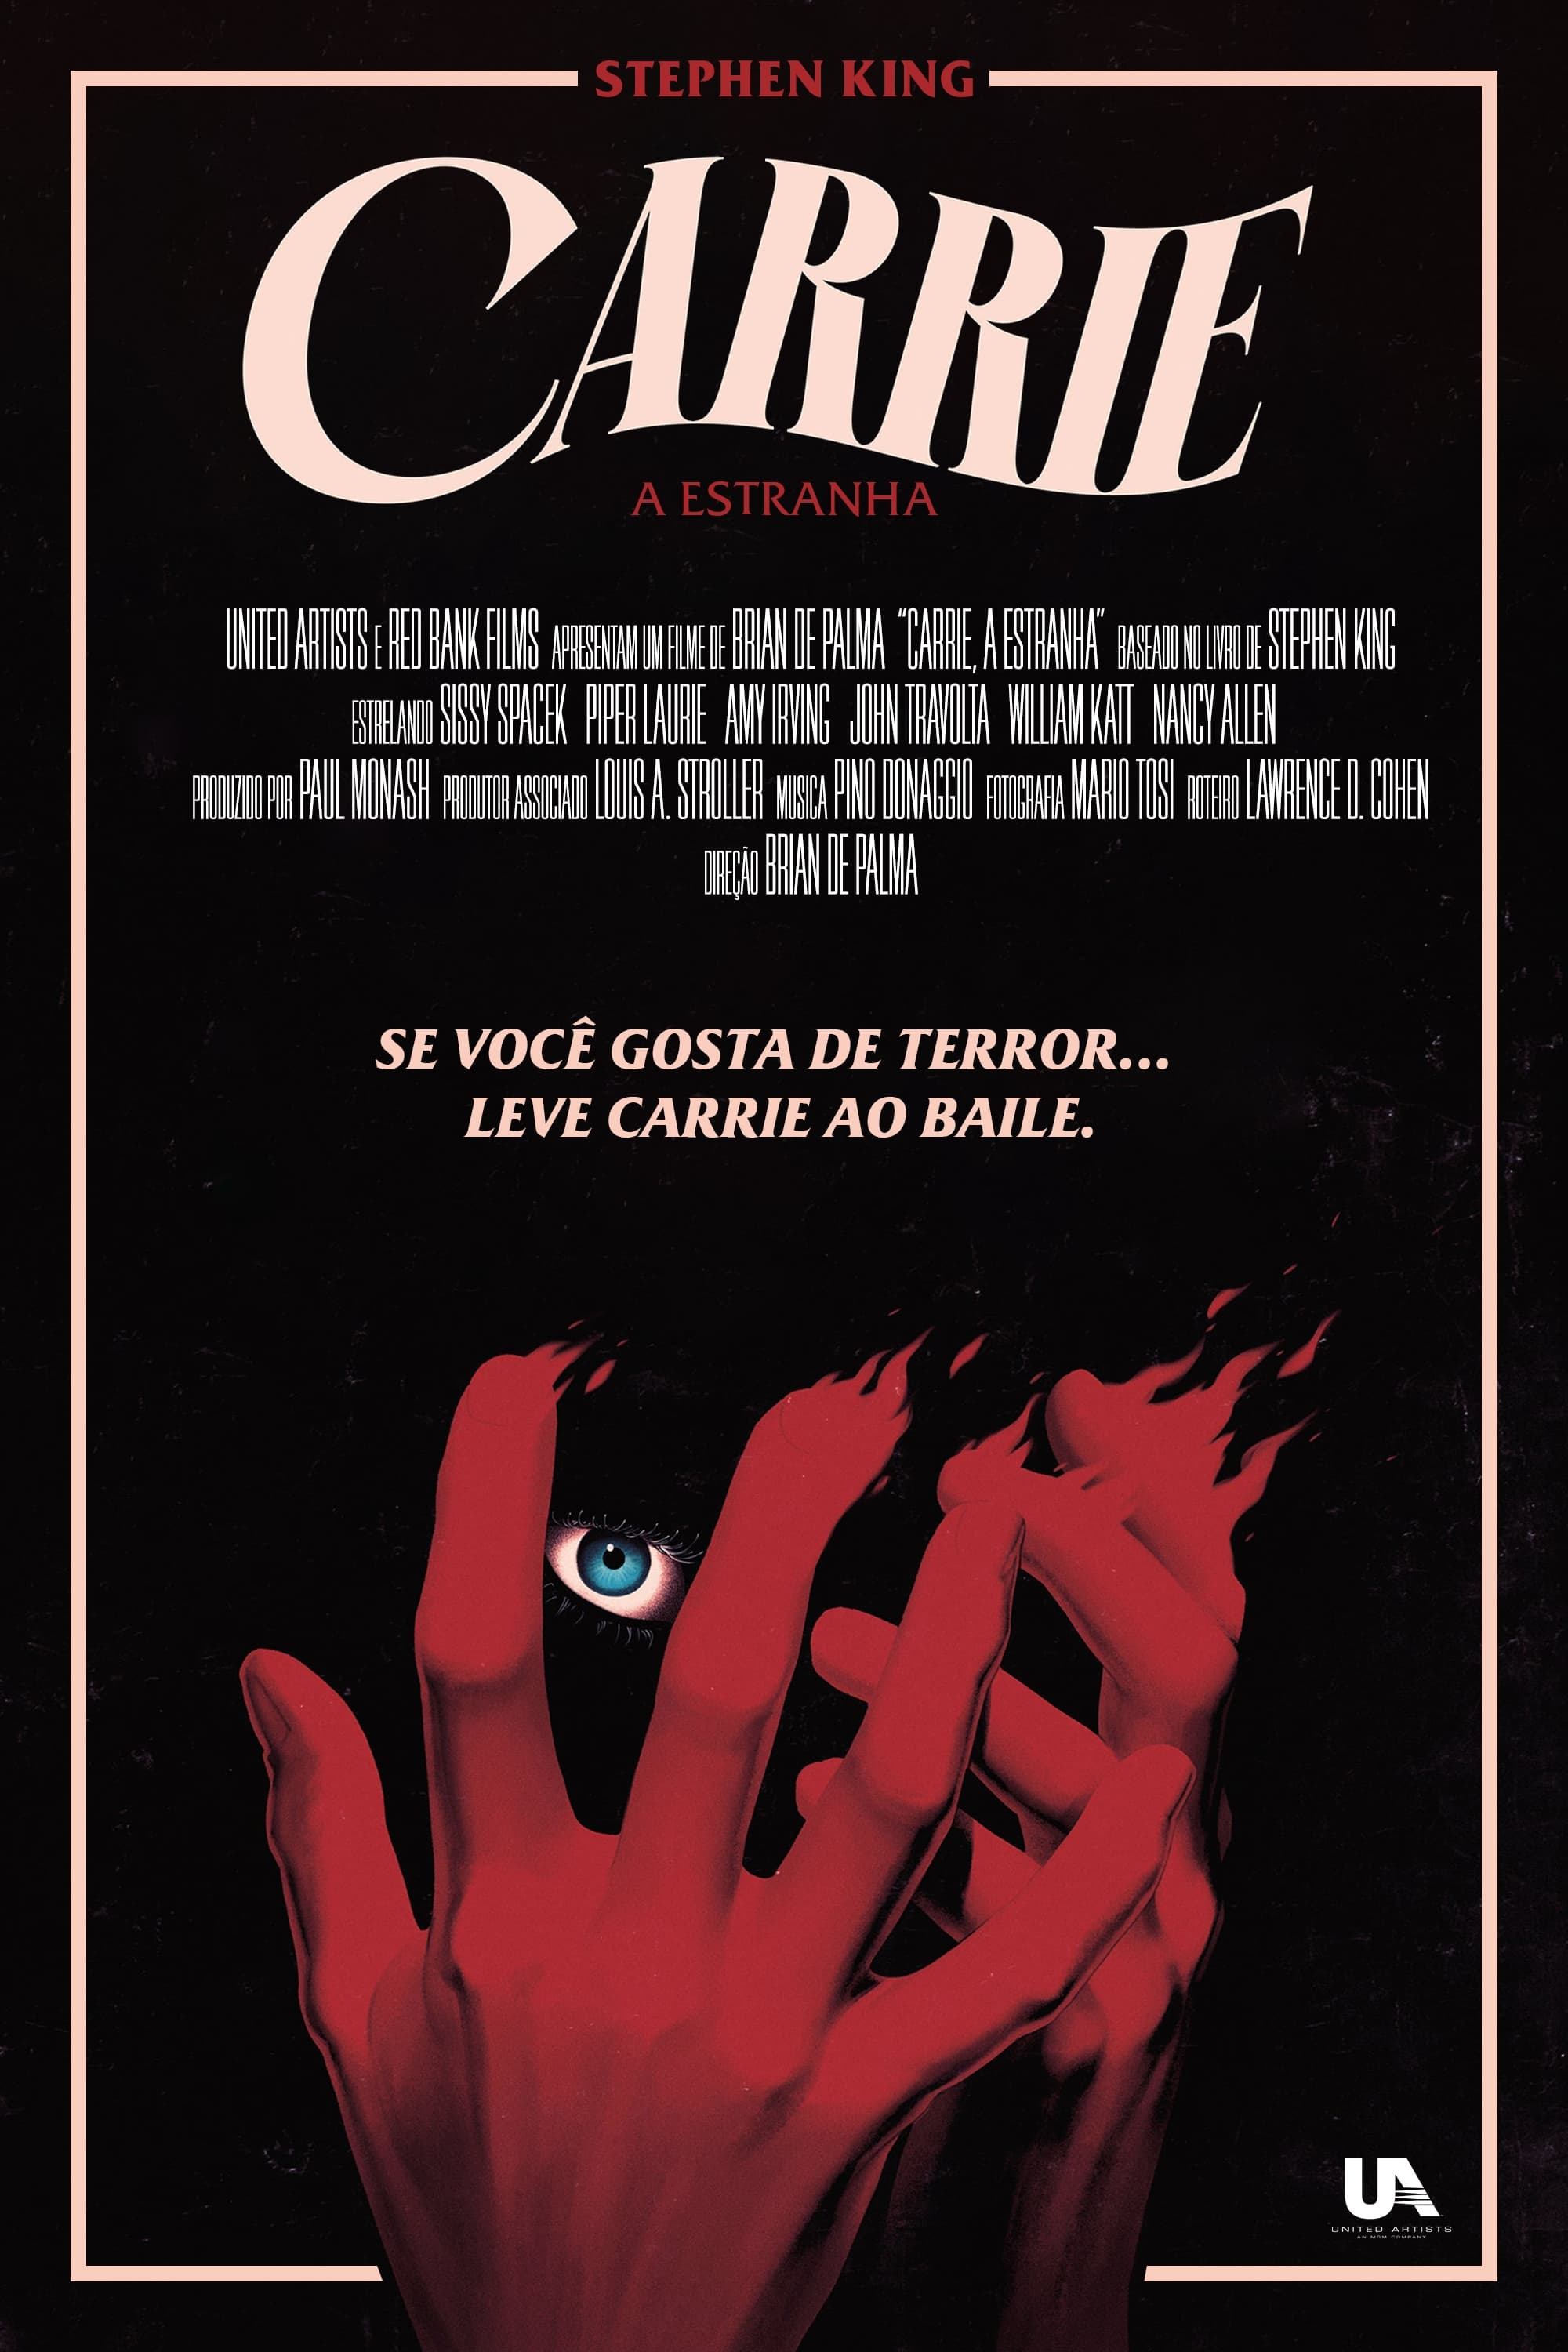 STEPHEN KING
CARRIE
A ESTRANHA
UNITED ARTISTS E RED BANK FILMS APRESENTAM UM FILME DE BRIAN DE PALMA “CARRIE, A ESTRANHA” BASEADO NO LIVRO DE STEPHEN KING
ESTRELANDO SISSY SPACEK PIPER LAURIE AMY IRVING JOHN TRAVOLTA WILLIAM KATT NANCY ALLEN
PRODUZIDO POR PAUL MONASH PRODUTOR ASSOCIADO LOUIS A. STROLLER MUSICA PINO DONAGGIO FOTOGRAFIA MARIO TOSI ROTEIRO LAWRENCE D. COHEN
DIREÇÃO BRIAN DE PALMA
SE VOCÊ GOSTA DE TERROR...
LEVE CARRIE AO BAILE.
UA
UNITED ARTISTS
AN MGM COMPANY